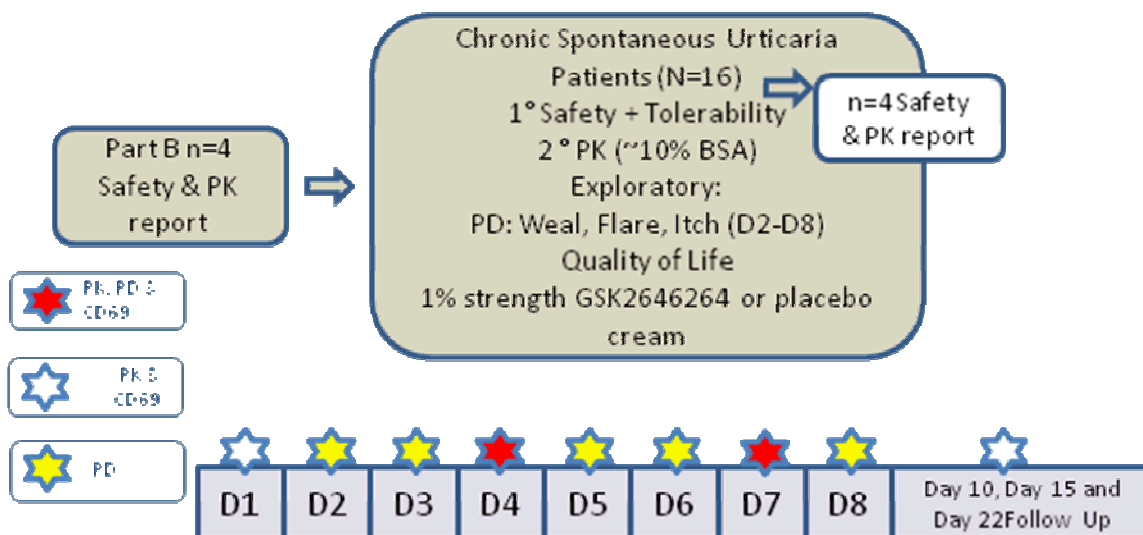 Chronic Spontaneous Urticaria
Patients (N=16)
1° Safety + Tolerability
2 ° PK (~10% BSA)
Exploratory:
PD: Weal, Flare, Itch (D2-D8)
Quality of Life
1% strength GSK2646264 or placebo
cream
n=4 Safety
& PK report
Part B n=4
Safety & PK
report
PK, PD &
CD69
PK &
CD69
PD
D1
D2
D3
D4
D5
D6
D7
D8
Day 10, Day 15 and
Day 22Follow Up